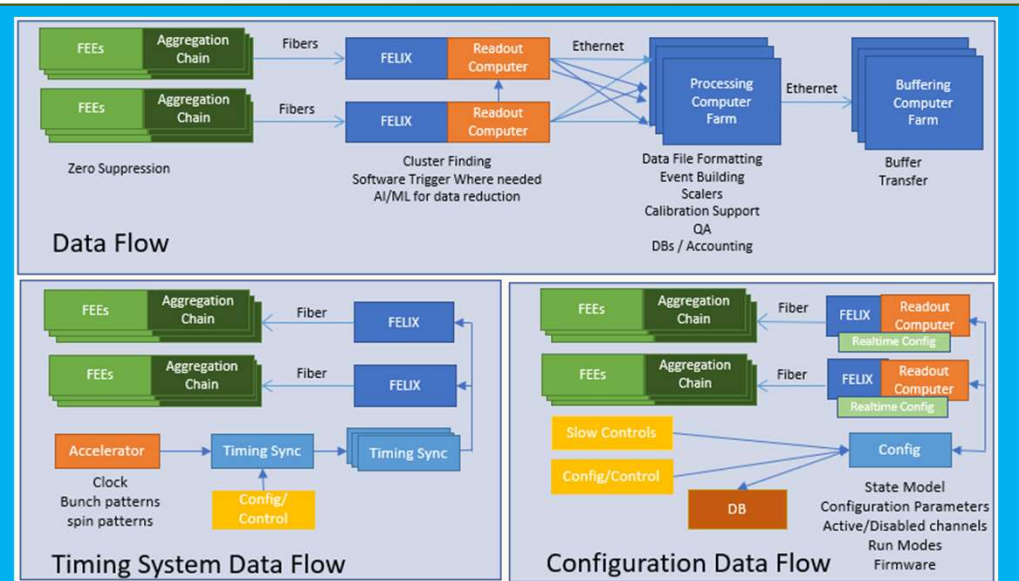 FEEs
Aggregation
Chain
Fibers
FELIX
Readout
Computer
Ethernet
Processing
Computer
Farm
Ethernet
Buffering
Computer
Farm
FEEs
Aggregation
Chain
Fibers
FELIX
Readout
Computer
Zero Suppression
Cluster Finding
Software Trigger Where needed
AI/ML for data reduction
Data File Formatting
Event Building
Scalers
Calibration Support
QA
DBs / Accounting
Buffer
Transfer
Data Flow
FEEs
Aggregation
Chain
Fiber
FELIX
FEEs
Aggregation
Chain
Fiber
FELIX
Accelerator
Timing Sync
Timing Sync
Clock
Bunch patterns
spin patterns
Config/
Control
Timing System Data Flow
FEEs
Aggregation
Chain
Fiber
FELIX
Readout
Computer
Realtime Config
FEEs
Aggregation
Chain
Fiber
FELIX
Readout
Computer
Realtime Config
Slow Controls
Config/Control
Config
DB
State Model
Configuration Parameters
Active/Disabled channels
Run Modes
Firmware
Configuration Data Flow